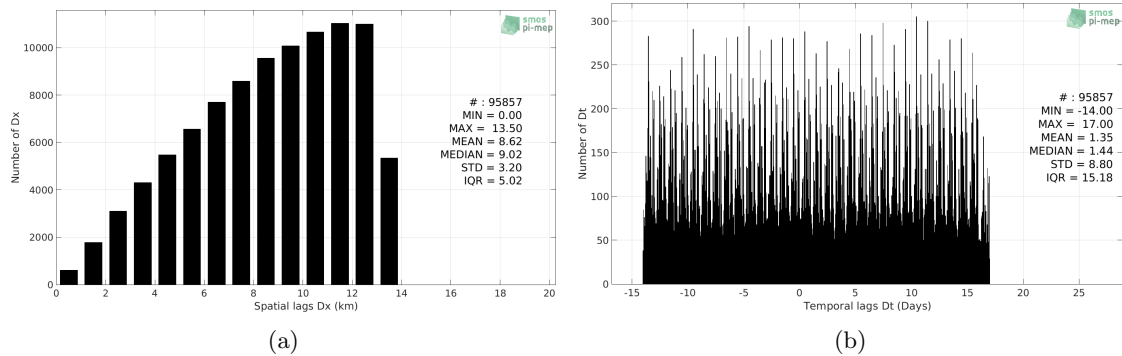 smos
pi-mep
10000
8000
6000
4000
2000
0
Number of Dx
# : 95857
MIN = 0.00
MAX = 13.50
MEAN = 8.62
MEDIAN = 9.02
STD = 3.20
IQR = 5.02
0 2 4 6 8 10 12 14 16 18 20
Spatial lags Dx (km)
(a)
smos
pi-mep
300
250
200
150
100
50
0
Number of Dt
# : 95857
MIN = -14.00
MAX = 17.00
MEAN = 1.35
MEDIAN = 1.44
STD = 8.80
IQR = 15.18
-15 -10 -5 0 5 10 15 20 25
Temporal lags Dt (Days)
(b)